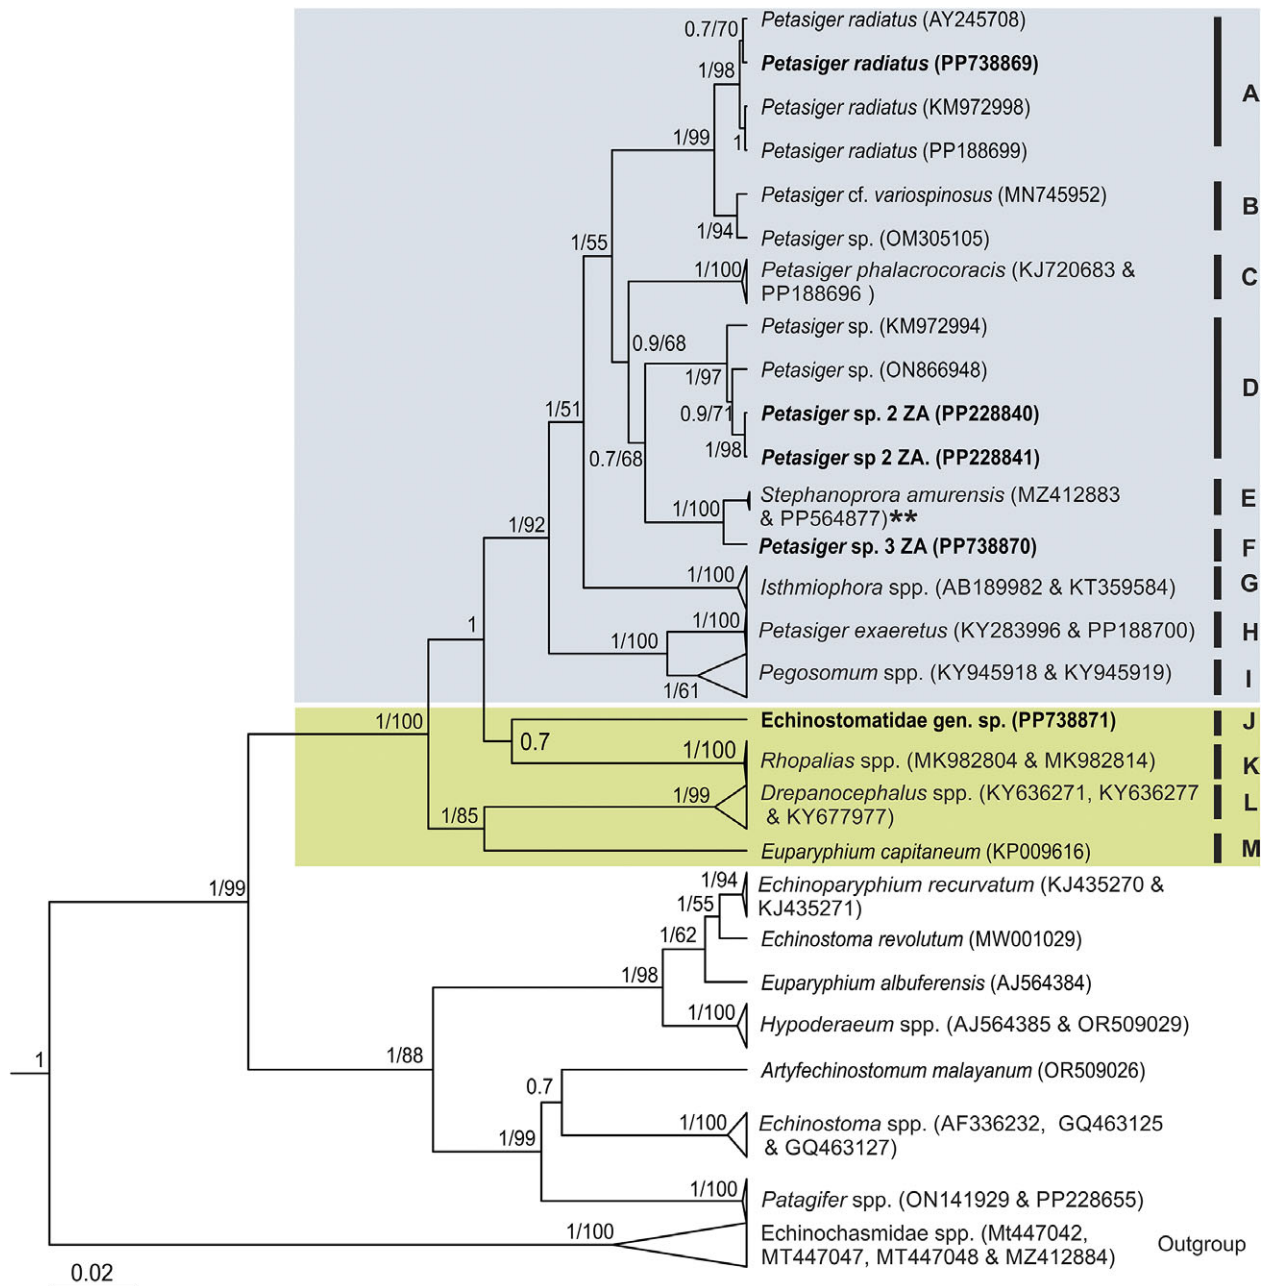 Petasiger radiatus (AY245708)
0.7/70
Petasiger radiatus (PP738869)
1/98
A
Petasiger radiatus (KM972998)
1/99
1
Petasiger radiatus (PP188699)
Petasiger cf. variospinosus (MN745952)
B
1/94
Petasiger sp. (OM305105)
1/55
1/100
Petasiger phalacrocoracis (KJ720683 &
PP188696 )
C
Petasiger sp. (KM972994)
0.9/68
1/97
Petasiger sp. (ON866948)
D
1/51
0.9/71
Petasiger sp. 2 ZA (PP228840)
1/98
0.7/68
Petasiger sp 2 ZA. (PP228841)
1/100
Stephanoprora amurensis (MZ412883
& PP564877)**
E
1/92
Petasiger sp. 3 ZA (PP738870)
F
1/100
Isthmiophora spp. (AB189982 & KT359584)
G
1
1/100
1/100
Petasiger exaeretus (KY283996 & PP188700)
H
1/61
Pegosomum spp. (KY945918 & KY945919)
I
1/100
Echinostomatidae gen. sp. (PP738871)
J
0.7
1/100
Rhopalias spp. (MK982804 & MK982814)
K
1/99
Drepanocephalus spp. (KY636271, KY636277
& KY677977)
L
1/85
Euparyphium capitaneum (KP009616)
M
1/99
1/94
Echinoparyphium recurvatum (KJ435270 &
KJ435271)
1/55
1/62
Echinostoma revolutum (MW001029)
1/98
Euparyphium albuferensis (AJ564384)
1/100
Hypoderaeum spp. (AJ564385 & OR509029)
1
1/88
Artyfechinostomum malayanum (OR509026)
0.7
1/100
Echinostoma spp. (AF336232, GQ463125
& GQ463127)
1/99
1/100
Patagifer spp. (ON141929 & PP228655)
1/100
Echinochasmidae spp. (Mt447042,
MT447047, MT447048 & MZ412884)
Outgroup
0.02